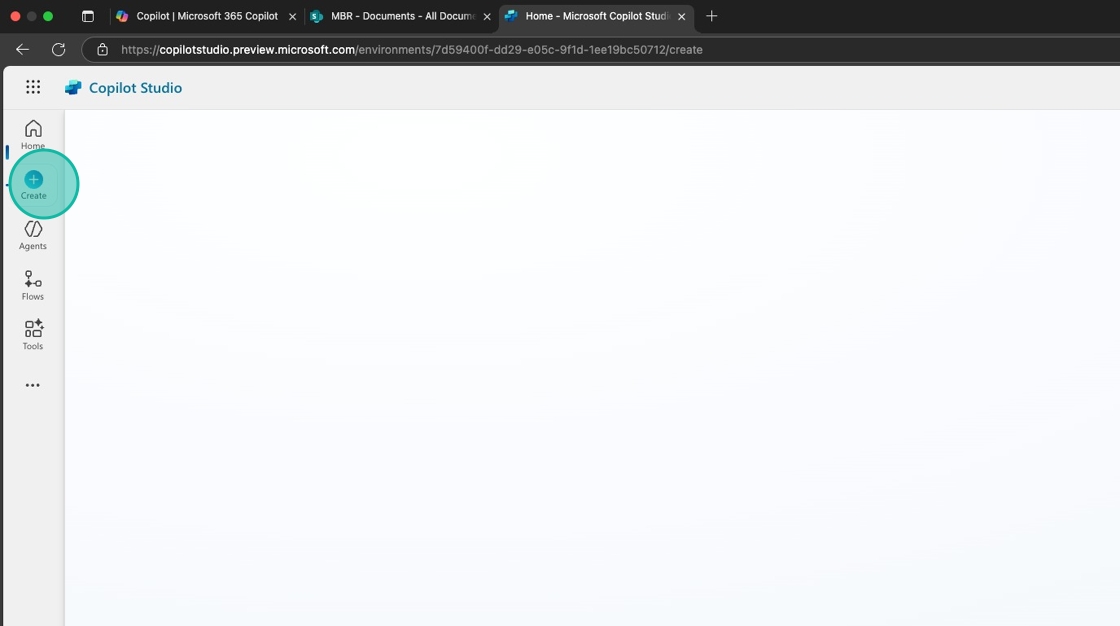 Copilot | Microsoft 365 Copilot
MBR - Documents - All Docum
Home - Microsoft Copilot Studi
https://copilotstudio.preview.microsoft.com/environments/7d59400f-dd29-e05c-9f1d-1ee19bc50712/create
Copilot Studio
Home
Create
Agents
Flows
Tools